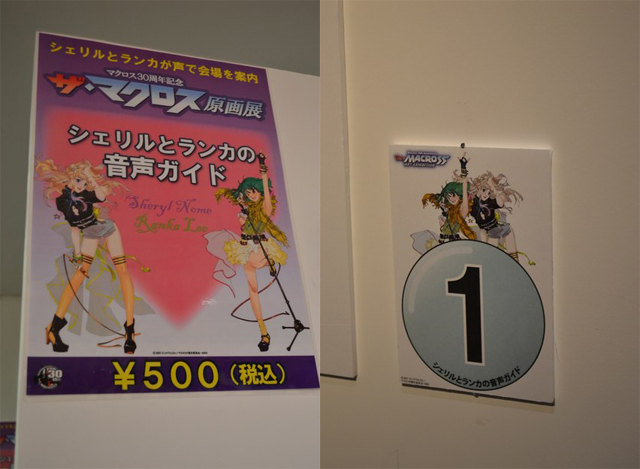 シェリルとランカが声で会場を案内
マクロス30周年記念
ザ・マクロス原画展
シェリルとランカの
音声ガイド
Sheryl Nome
Ranka Lee
30
¥500(税込)
MACROSS
1
シェリルとランカの音声ガイド